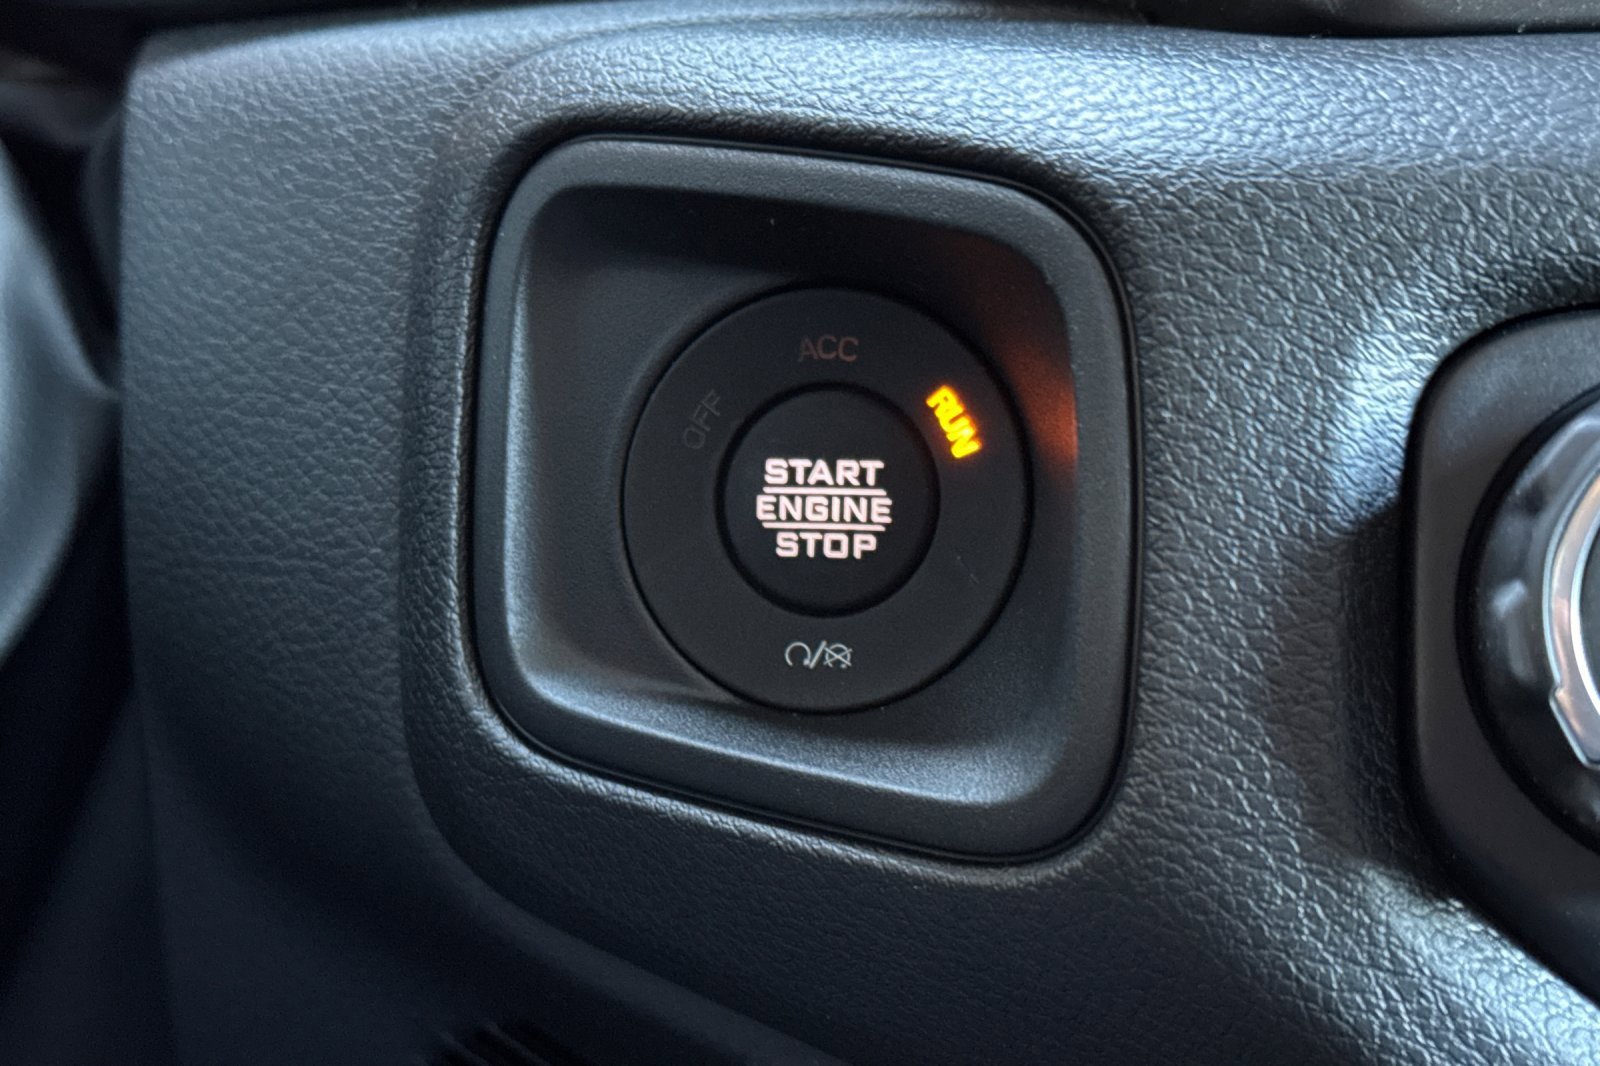 ACC
OFF
RUN
START
ENGINE
STOP